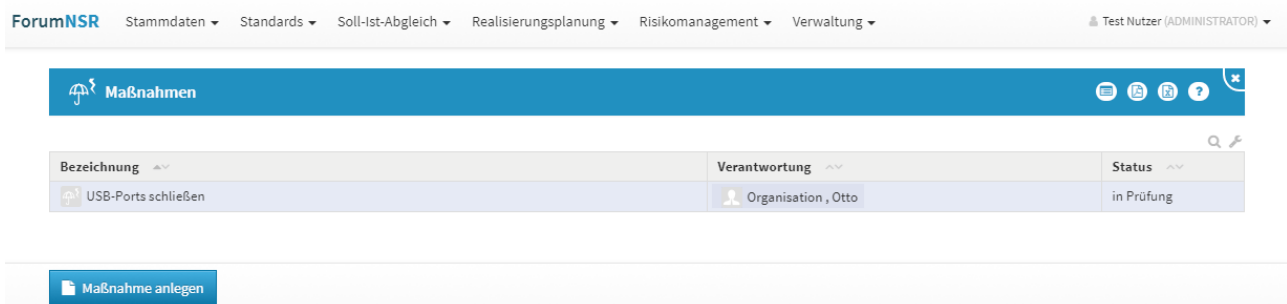 ForumNSR Stammdaten Standards Soll-Ist-Abgleich Realisierungsplanung Risikomanagement Verwaltung Test Nutzer (ADMINISTRATOR)
Maßnahmen
Bezeichnung Verantwortung Status
USB-Ports schließen Organisation , Otto in Prüfung
Maßnahme anlegen